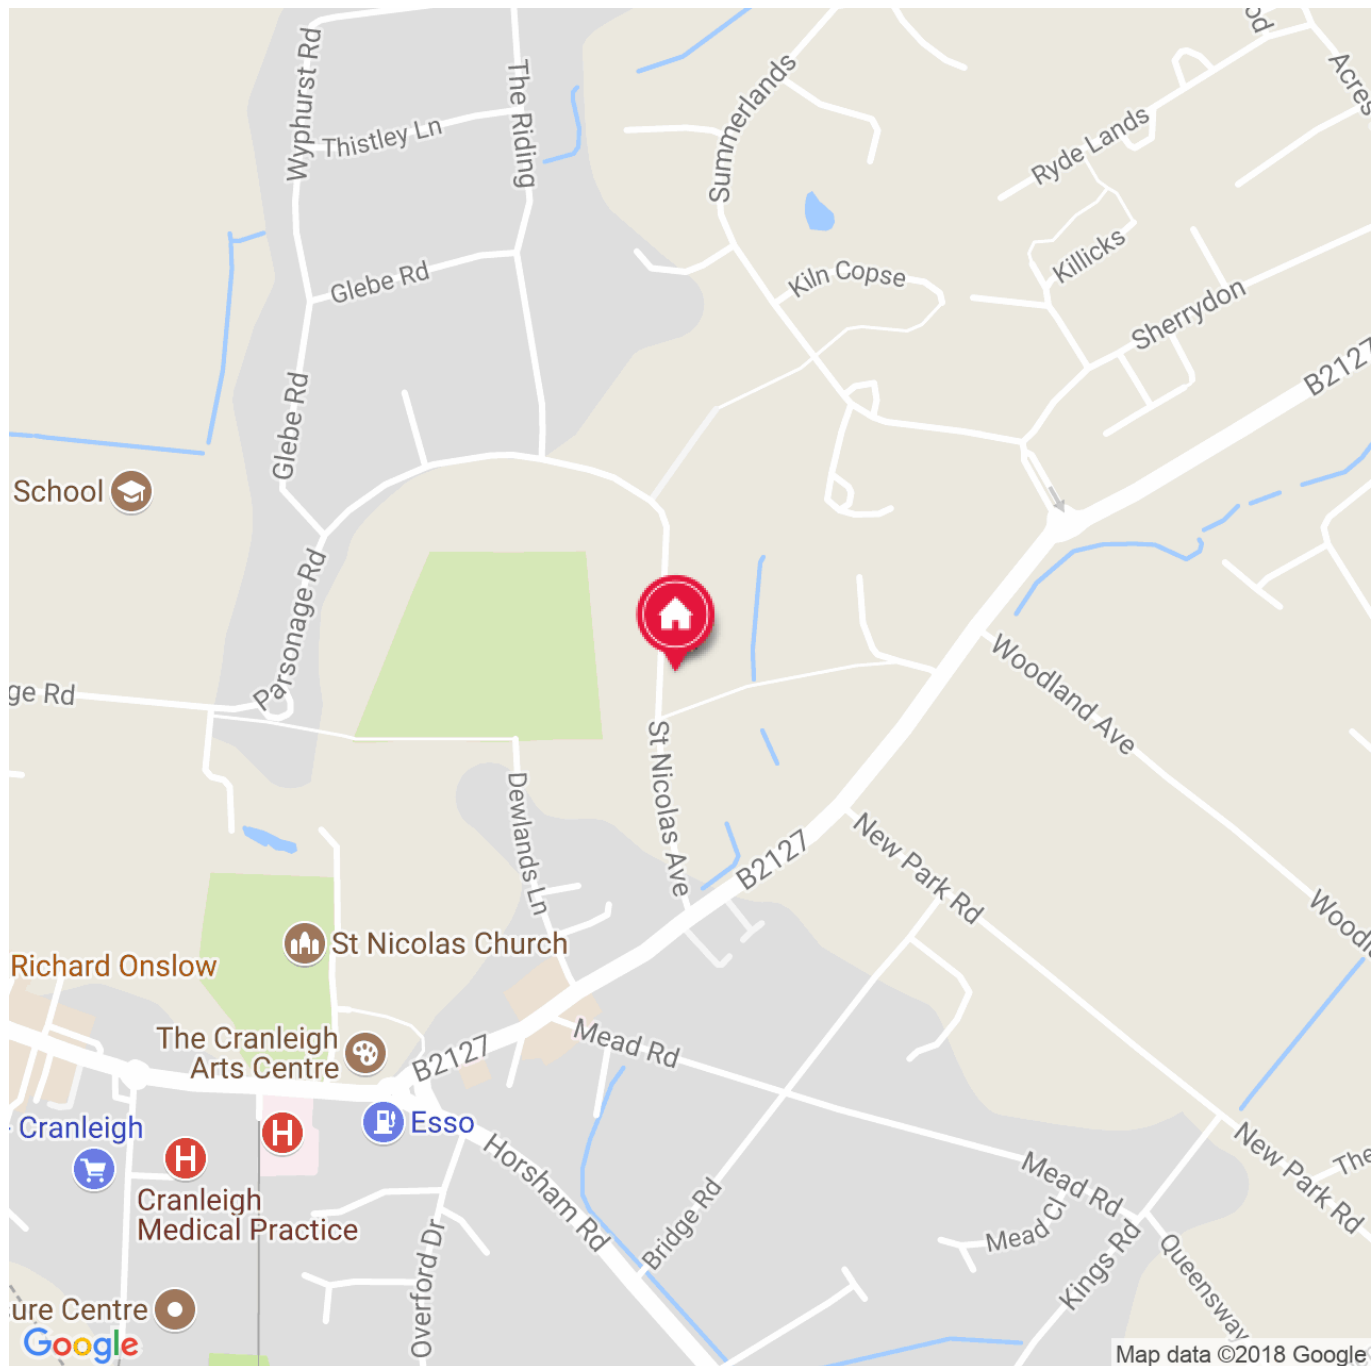 Wyphurst Rd
The Riding
Thistley Ln
Glebe Rd
Glebe Rd
Summerlands
Ryde Lands
Acres
Killicks
Kiln Copse
Sherrydon
B2127
School
Parsonage Rd
ge Rd
St Nicolas Ave
Dewlands Ln
Woodland Ave
B2127
New Park Rd
Woodla
St Nicolas Church
Richard Onslow
The Cranleigh
Arts Centre
B2127
Mead Rd
Esso
Cranleigh
H
H
Cranleigh
Medical Practice
Horsham Rd
Bridge Rd
Mead Rd
Mead Cl
Kings Rd
New Park Rd
The
Queensway
Overford Dr
ure Centre
Google
Map data ©2018 Google